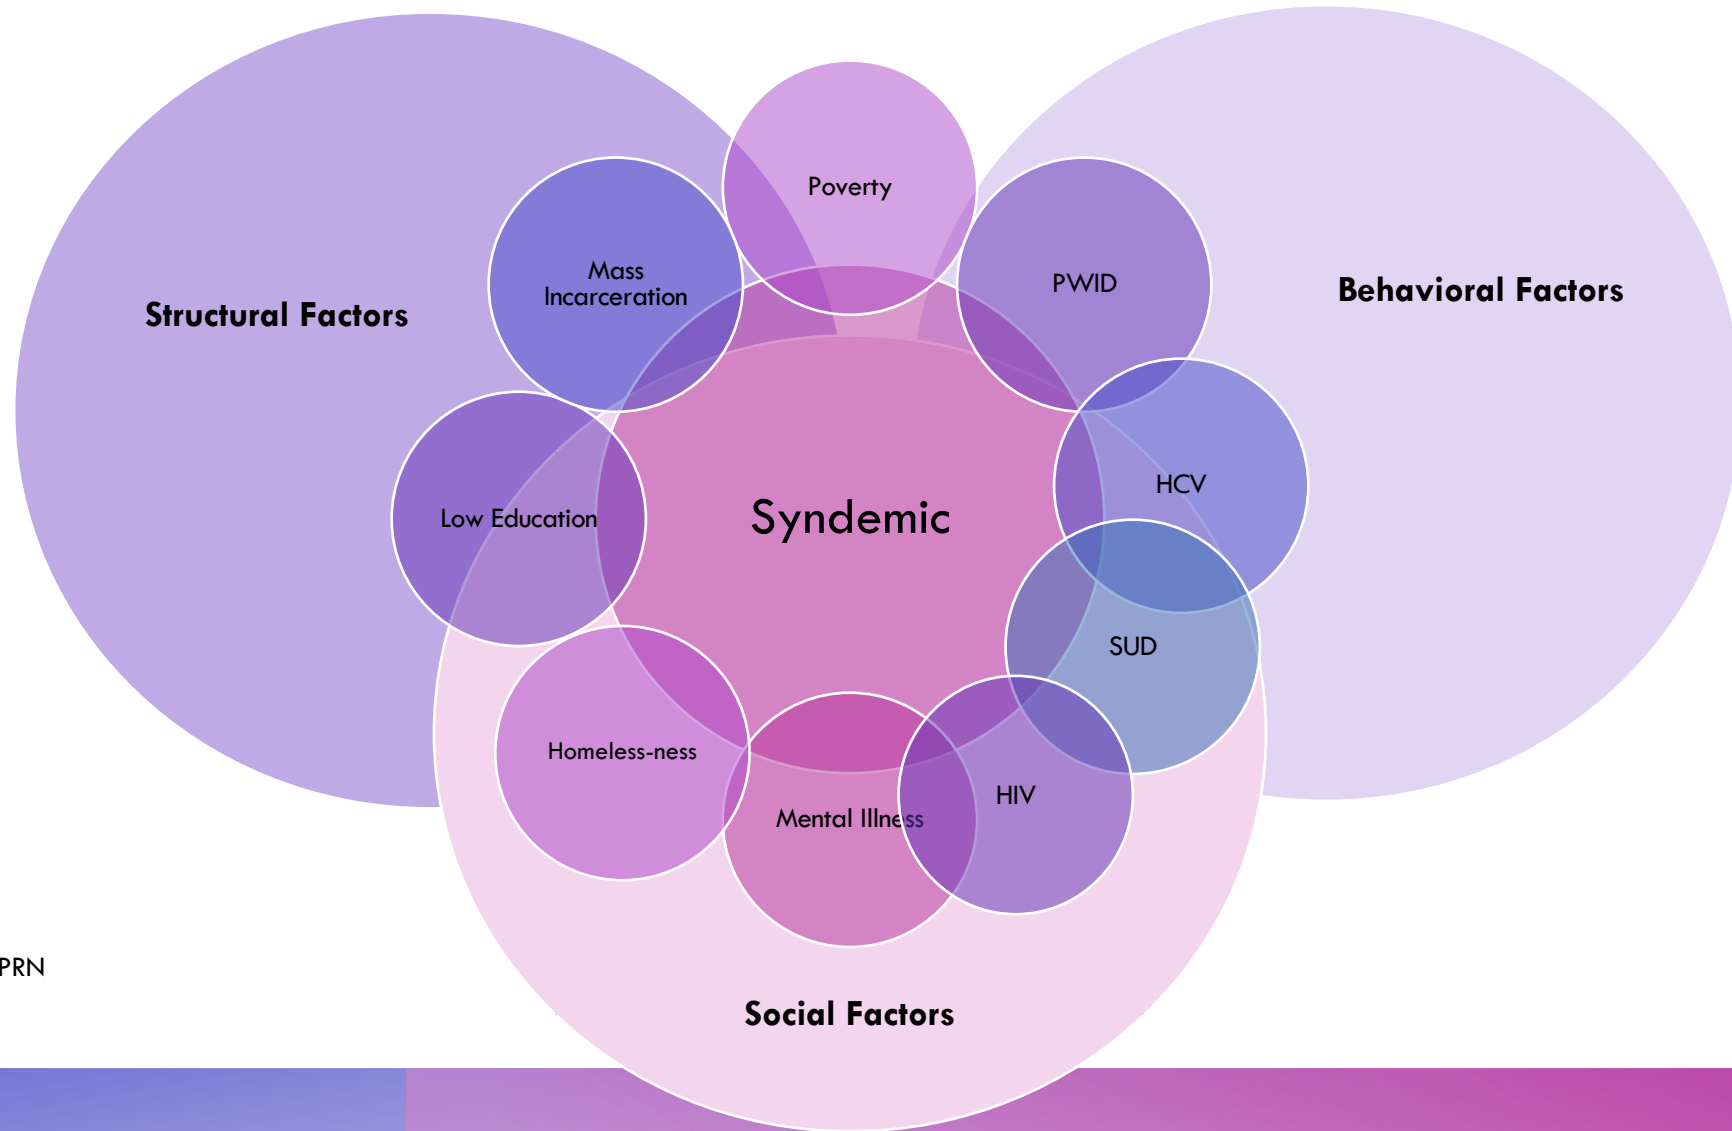 Poverty
Mass
Incarceration
PWID
Structural Factors
Behavioral Factors
HCV
Low Education
Syndemic
SUD
Homeless-ness
Mental Illness
HIV
PRN
Social Factors